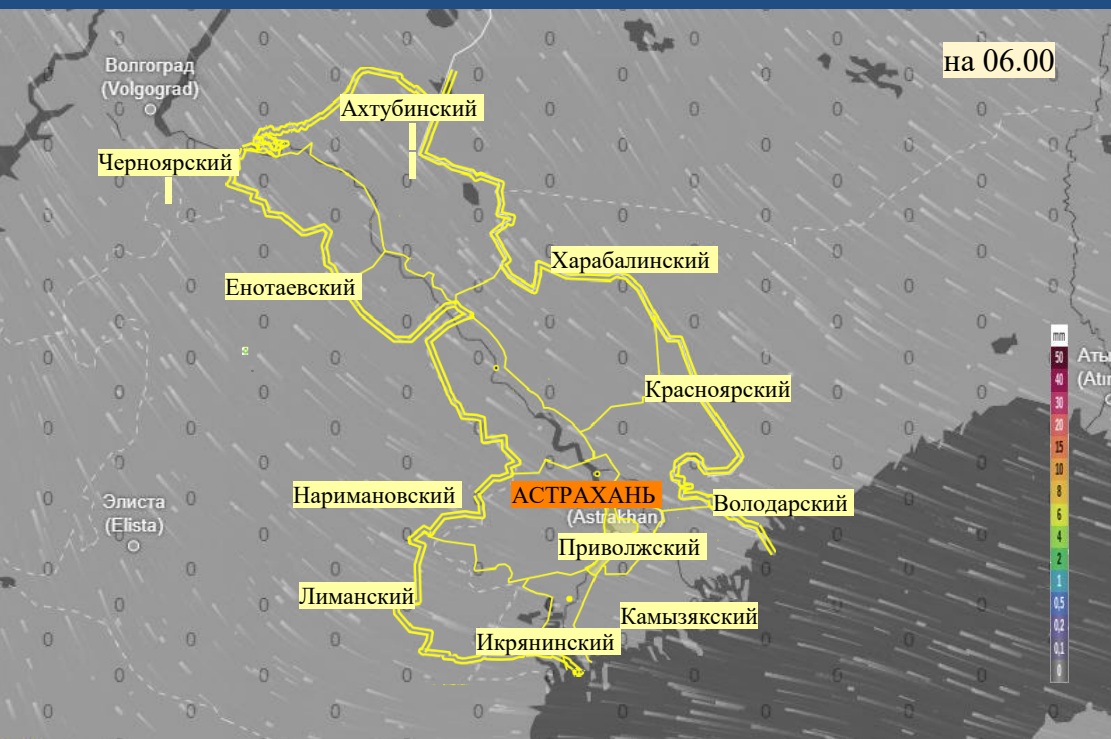 на 06.00
Волгоград
(Volgograd)
Ахтубинский
Черноярский
Харабалинский
Енотаевский
mm
50
40
30
20
15
10
8
6
4
2
1
0,5
0,2
0,1
0
Красноярский
Наримановский
АСТРАХАНЬ
(Astrakhan)
Володарский
Элиста
(Elista)
Приволжский
Лиманский
Камызякский
Икрянинский